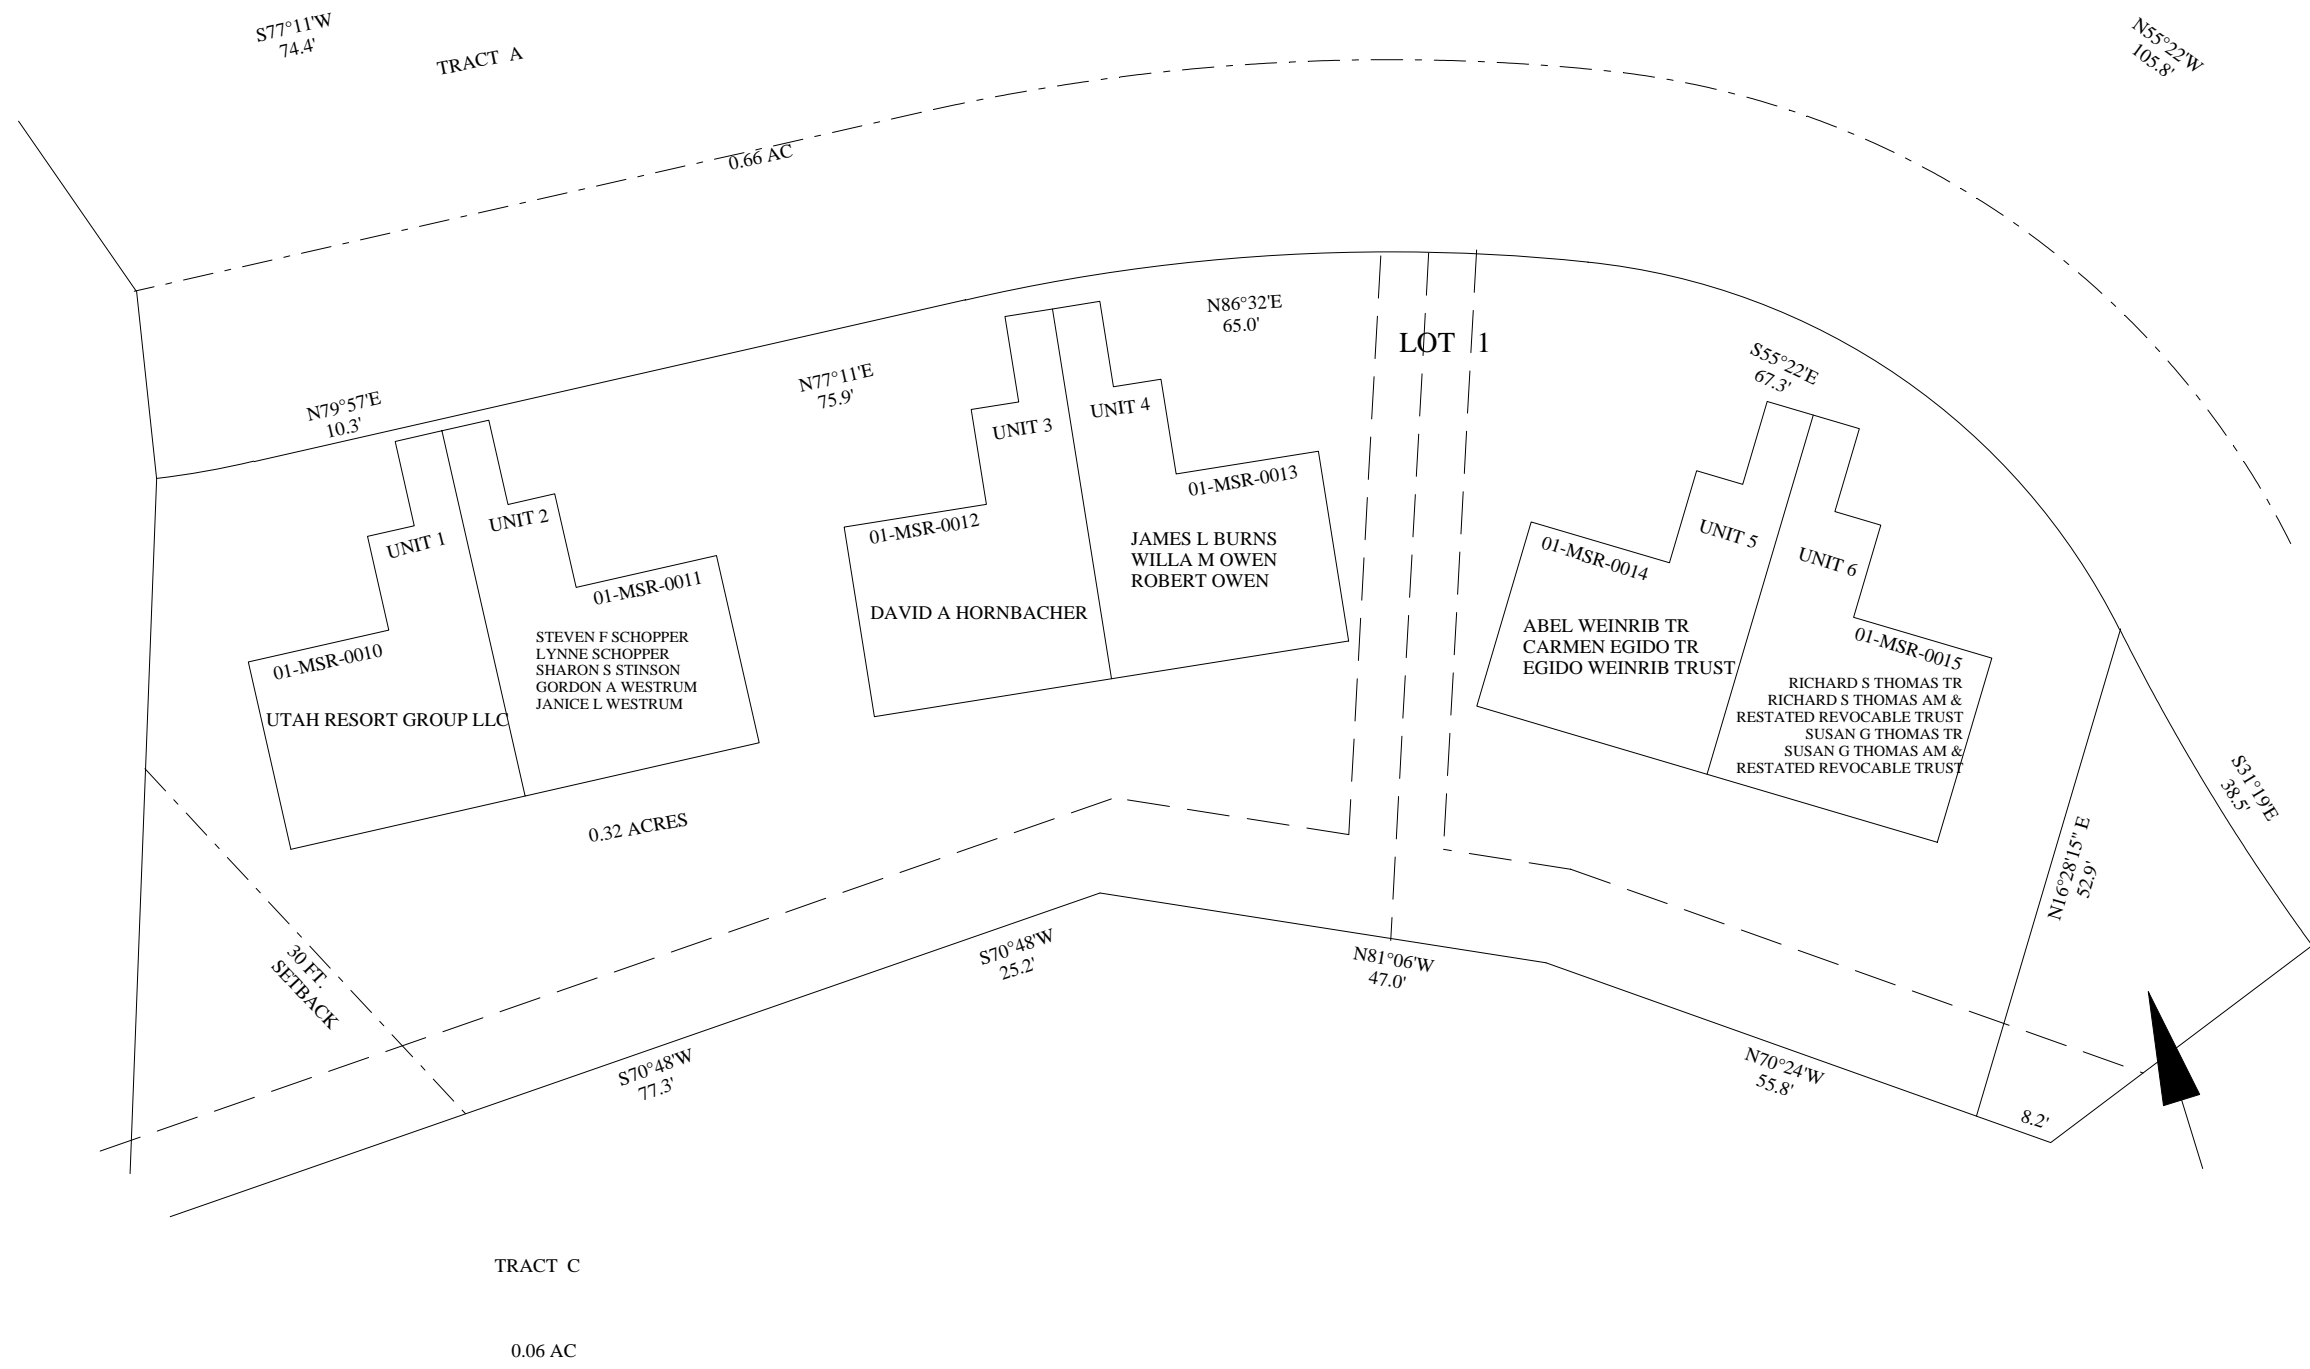 S77°11'W
74.4'
TRACT A
N55°22'W
105.8'
0.66 AC
N86°32'E
65.0'
LOT 1
S55°22'E
67.3'
N77°11'E
75.9'
N79°57'E
10.3'
UNIT 1
UNIT 2
UNIT 3
UNIT 4
UNIT 5
UNIT 6
01-MSR-0010
01-MSR-0011
01-MSR-0012
01-MSR-0013
01-MSR-0014
01-MSR-0015
UTAH RESORT GROUP LLC
STEVEN F SCHOPPER
LYNNE SCHOPPER
SHARON S STINSON
GORDON A WESTRUM
JANICE L WESTRUM
DAVID A HORNBACHER
JAMES L BURNS
WILLA M OWEN
ROBERT OWEN
ABEL WEINRIB TR
CARMEN EGIDO TR
EGIDO WEINRIB TRUST
RICHARD S THOMAS TR
RICHARD S THOMAS AM &
RESTATED REVOCABLE TRUST
SUSAN G THOMAS TR
SUSAN G THOMAS AM &
RESTATED REVOCABLE TRUST
S31°19'E
38.5'
N16°28'15" E
52.9'
0.32 ACRES
30 FT.
SETBACK
S70°48'W
25.2'
N81°06'W
47.0'
S70°48'W
77.3'
N70°24'W
55.8'
8.2'
TRACT C
0.06 AC